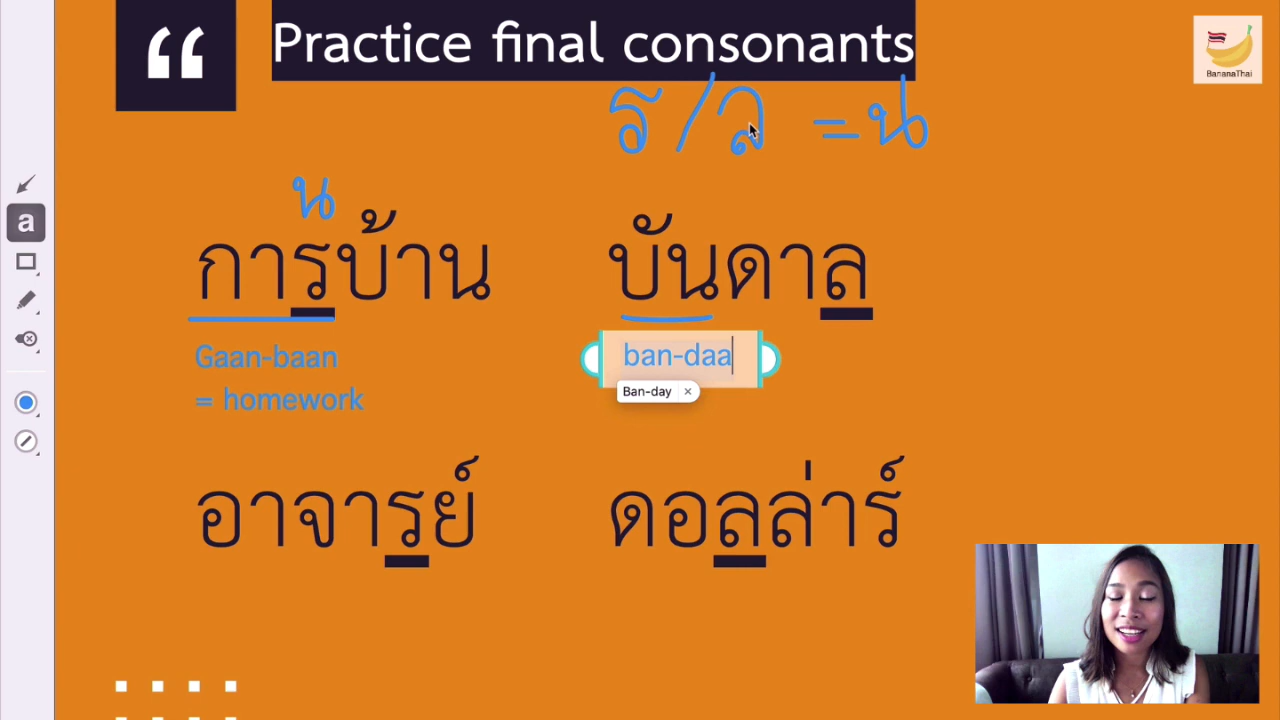 “ Practice final consonants
BananaThai
ร / ล = น
น
การบ้าน บันดาล
Gaan-baan
= homework
ban-daa
Ban-day ×
อาจารย์ ดอลล่าร์
a